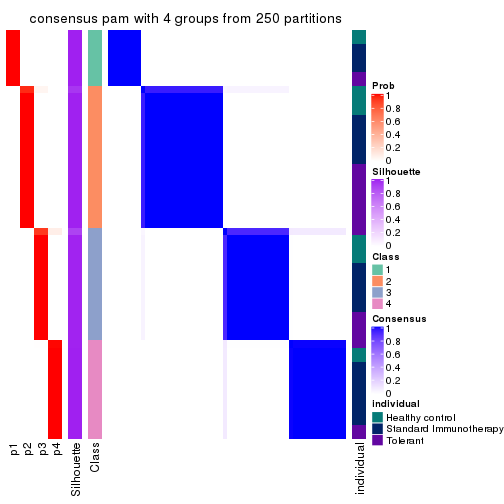 consensus pam with 4 groups from 250 partitions
Prob
1
0.8
0.6
0.4
0.2
0
Silhouette
1
0.8
0.6
0.4
0.2
0
Class
1
2
3
4
Consensus
1
0.8
0.6
0.4
0.2
0
individual
Healthy control
Standard Immunotherapy
Tolerant
p1
p2
p3
p4
Silhouette
Class
individual